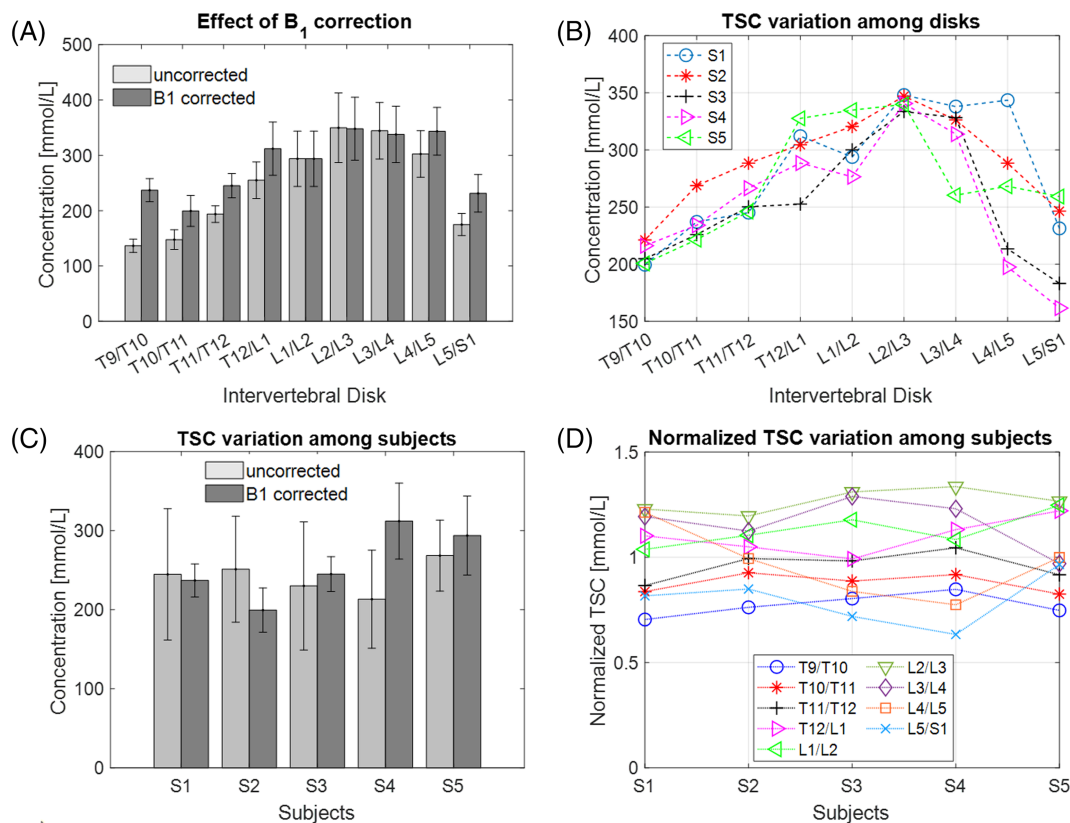 (A)
Effect of B1 correction
Concentration [mmol/L]
500
400
300
200
100
0
uncorrected
B1 corrected
T9/T10
T10/T11
T11/T12
T12/L1
L1/L2
L2/L3
L3/L4
L4/L5
L5/S1
Intervertebral Disk
(B)
TSC variation among disks
Concentration [mmol/L]
400
350
300
250
200
150
S1
S2
S3
S4
S5
T9/T10
T10/T11
T11/T12
T12/L1
L1/L2
L2/L3
L3/L4
L4/L5
L5/S1
Intervertebral Disk
(C)
TSC variation among subjects
Concentration [mmol/L]
400
300
200
100
0
uncorrected
B1 corrected
S1
S2
S3
S4
S5
Subjects
(D)
Normalized TSC variation among subjects
Normalized TSC [mmol/L]
1.5
1
0.5
0
T9/T10
T10/T11
T11/T12
T12/L1
L1/L2
L2/L3
L3/L4
L4/L5
L5/S1
S1
S2
S3
S4
S5
Subjects